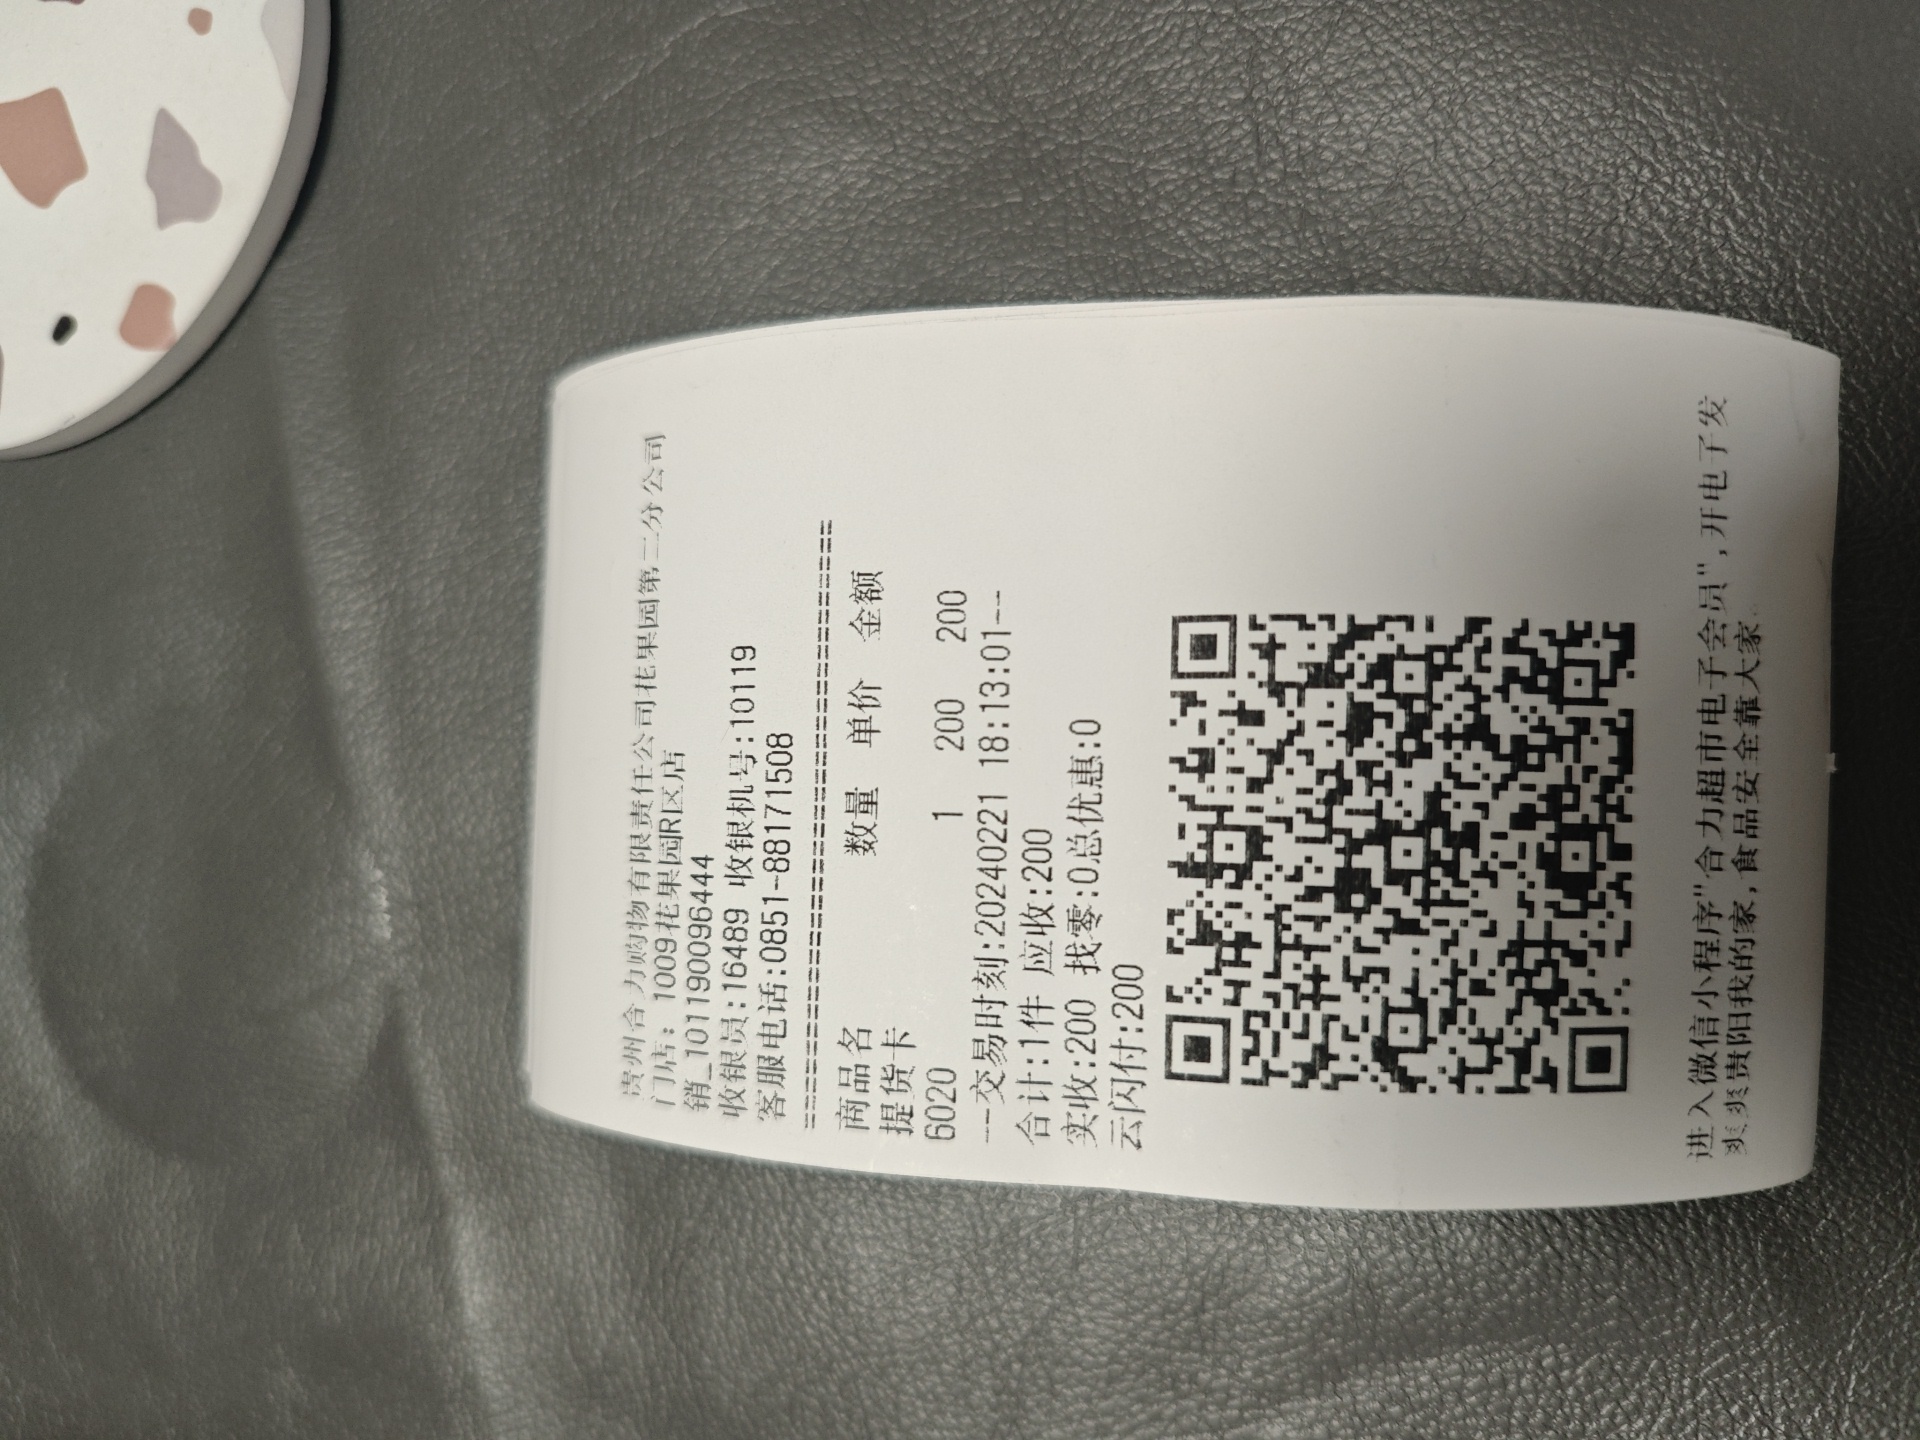 贵州合力购物有限责任公司花果园第二分公司
门店: 1009花果园R区店
销_101190096444
收银员:16489 收银机号:10119
客服电话:0851-88171508
商品名 数量 单价 金额
提货卡
6020 1 200 200
--交易时刻:20240221 18:13:01--
合计:1件 应收:200
实收:200 找零:0总优惠:0
云闪付:200
进入微信小程序"合力超市电子会员",开电子发
爽爽贵阳我的家,食品安全靠大家.